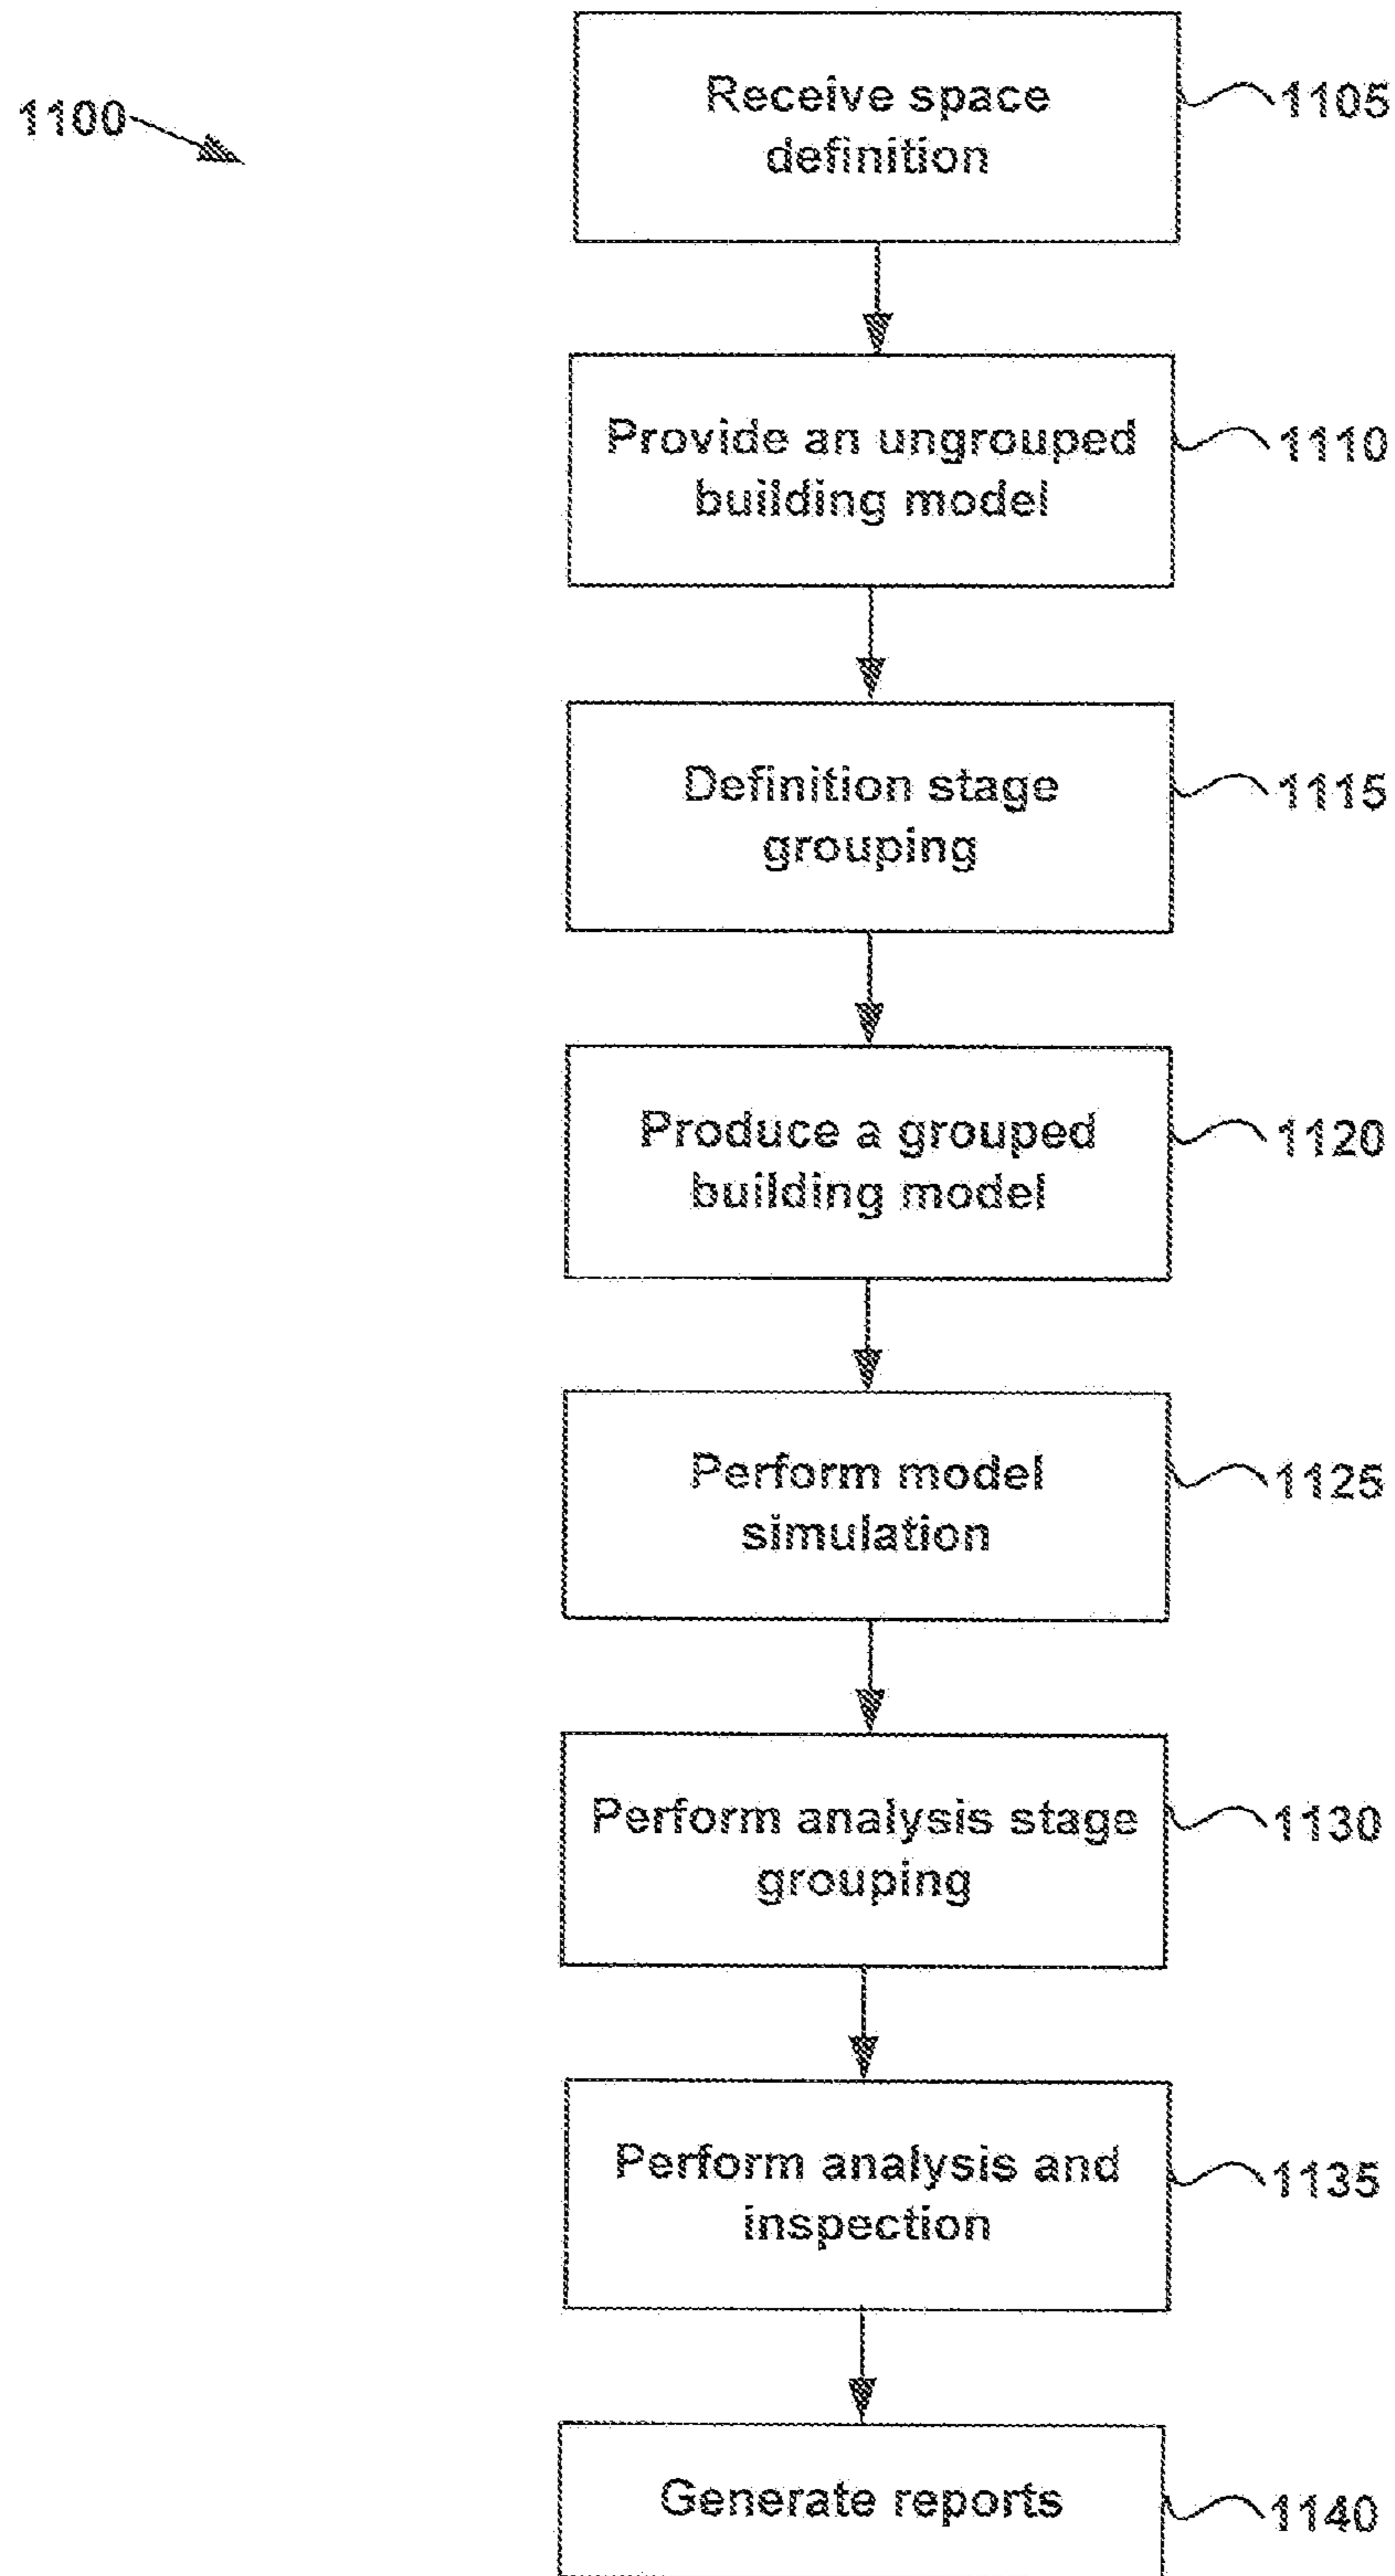 1100
Receive space
definition
1105
Provide an ungrouped
building model
1110
Definition stage
grouping
1115
Produce a grouped
building model
1120
Perform model
simulation
1125
Perform analysis stage
grouping
1130
Perform analysis and
inspection
1135
Generate reports
1140